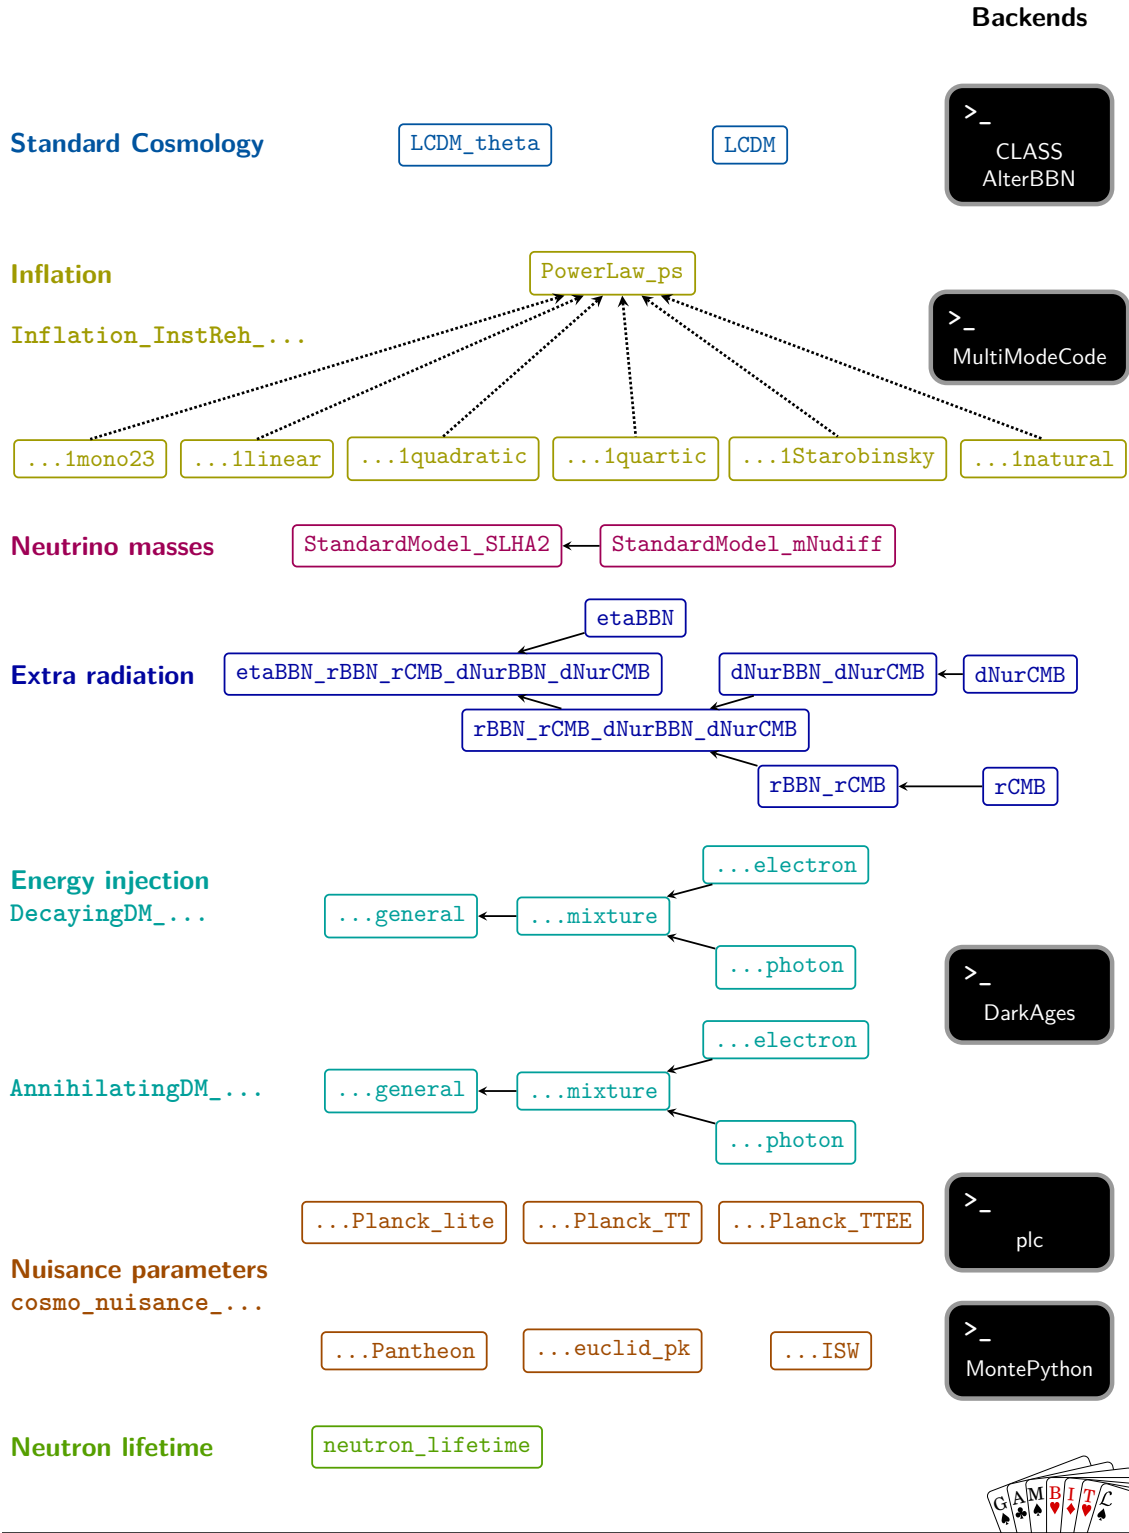 Backends
>_
CLASS
AlterBBN
Standard Cosmology
LCDM_theta
LCDM
Inflation
PowerLaw_ps
Inflation_InstReh_...
>_
MultiModeCode
...1mono23
...1linear
...1quadratic
...1quartic
...1Starobinsky
...1natural
Neutrino masses
StandardModel_SLHA2
StandardModel_mNudiff
etaBBN
Extra radiation
etaBBN_rBBN_rCMB_dNurBBN_dNurCMB
dNurBBN_dNurCMB
dNurCMB
rBBN_rCMB_dNurBBN_dNurCMB
rBBN_rCMB
rCMB
Energy injection
DecayingDM_...
...electron
...general
...mixture
...photon
>_
DarkAges
...electron
AnnihilatingDM_...
...general
...mixture
...photon
...Planck_lite
...Planck_TT
...Planck_TTEE
>_
plc
Nuisance parameters
cosmo_nuisance_...
...Pantheon
...euclid_pk
...ISW
>_
MontePython
Neutron lifetime
neutron_lifetime
GAMBIT